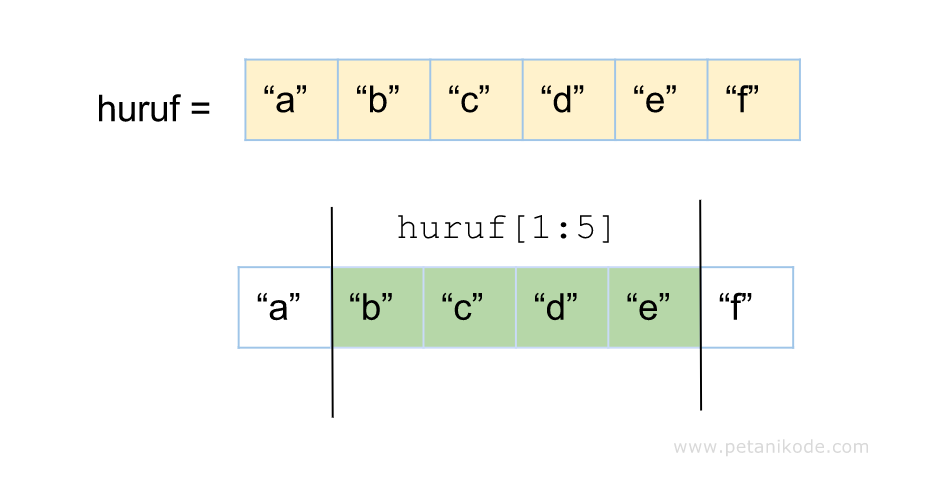 huruf = “a” “b” “c” “d” “e” “f”
huruf[1:5]
“a” “b” “c” “d” “e” “f”
www.petanikode.com